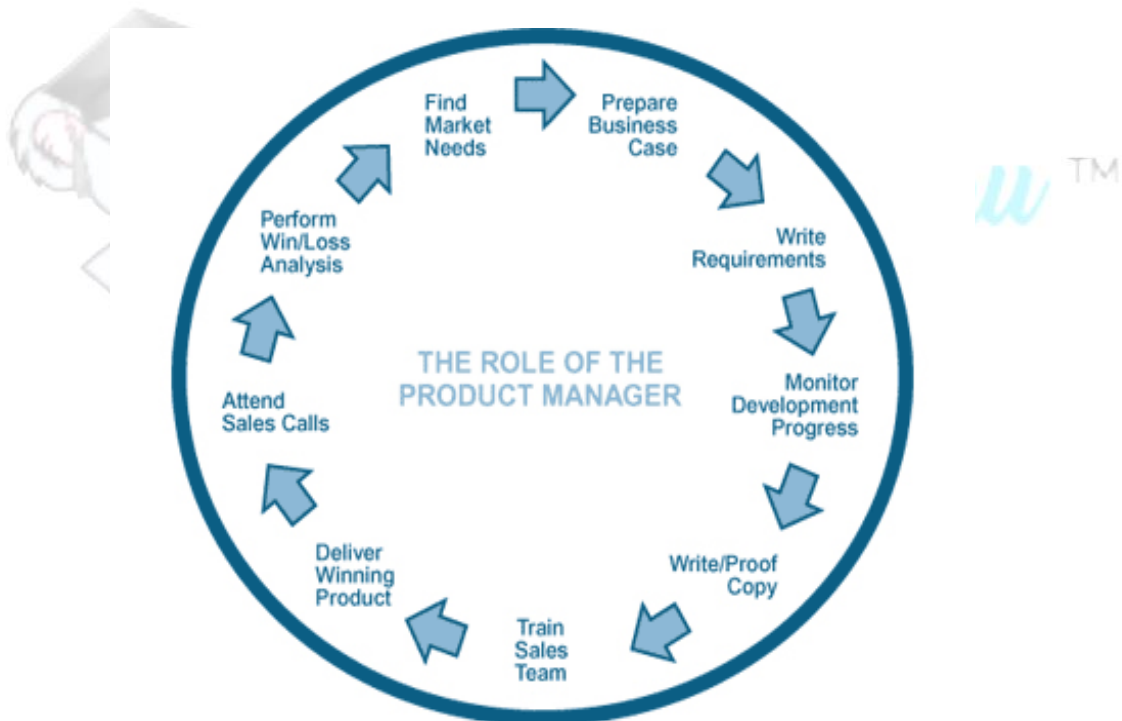 Find
Market
Needs
Prepare
Business
Case
Write
Requirements
Monitor
Development
Progress
Write/Proof
Copy
Train
Sales
Team
Deliver
Winning
Product
Attend
Sales Calls
Perform
Win/Loss
Analysis
THE ROLE OF THE
PRODUCT MANAGER
TM